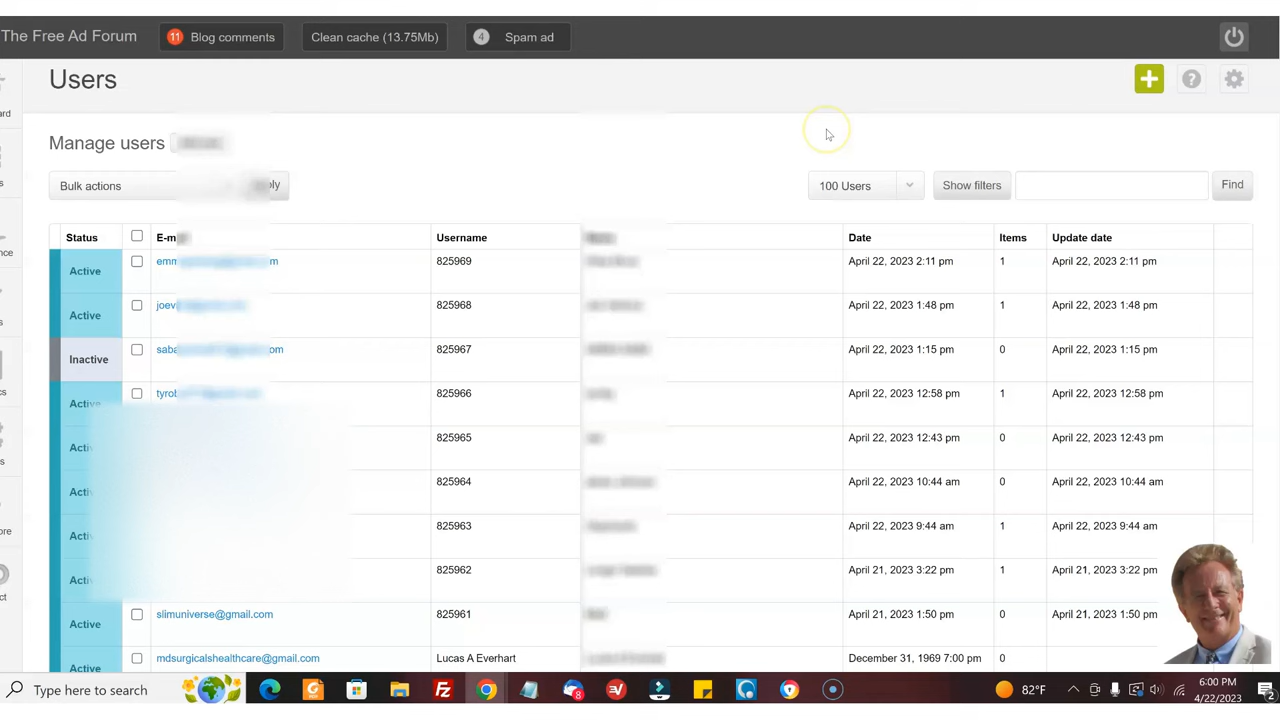 The Free Ad Forum 11 Blog comments Clean cache (13.75Mb) 4 Spam ad
Users
Manage users
Bulk actions 100 Users Show filters Find
Status Username Date Items Update date
Active 825969 April 22, 2023 2:11 pm 1 April 22, 2023 2:11 pm
Active 825968 April 22, 2023 1:48 pm 1 April 22, 2023 1:48 pm
Inactive 825967 April 22, 2023 1:15 pm 0 April 22, 2023 1:15 pm
825966 April 22, 2023 12:58 pm 1 April 22, 2023 12:58 pm
825965 April 22, 2023 12:43 pm 0 April 22, 2023 12:43 pm
825964 April 22, 2023 10:44 am 0 April 22, 2023 10:44 am
825963 April 22, 2023 9:44 am 1 April 22, 2023 9:44 am
825962 April 21, 2023 3:22 pm 1 April 21, 2023 3:22 pm
Active slimuniverse@gmail.com 825961 April 21, 2023 1:50 pm 0 April 21, 2023 1:50 pm
Active mdsurgicalshealthcare@gmail.com Lucas A Everhart December 31, 1969 7:00 pm 0
Type here to search 8 82°F 6:00 PM
4/22/2023 2